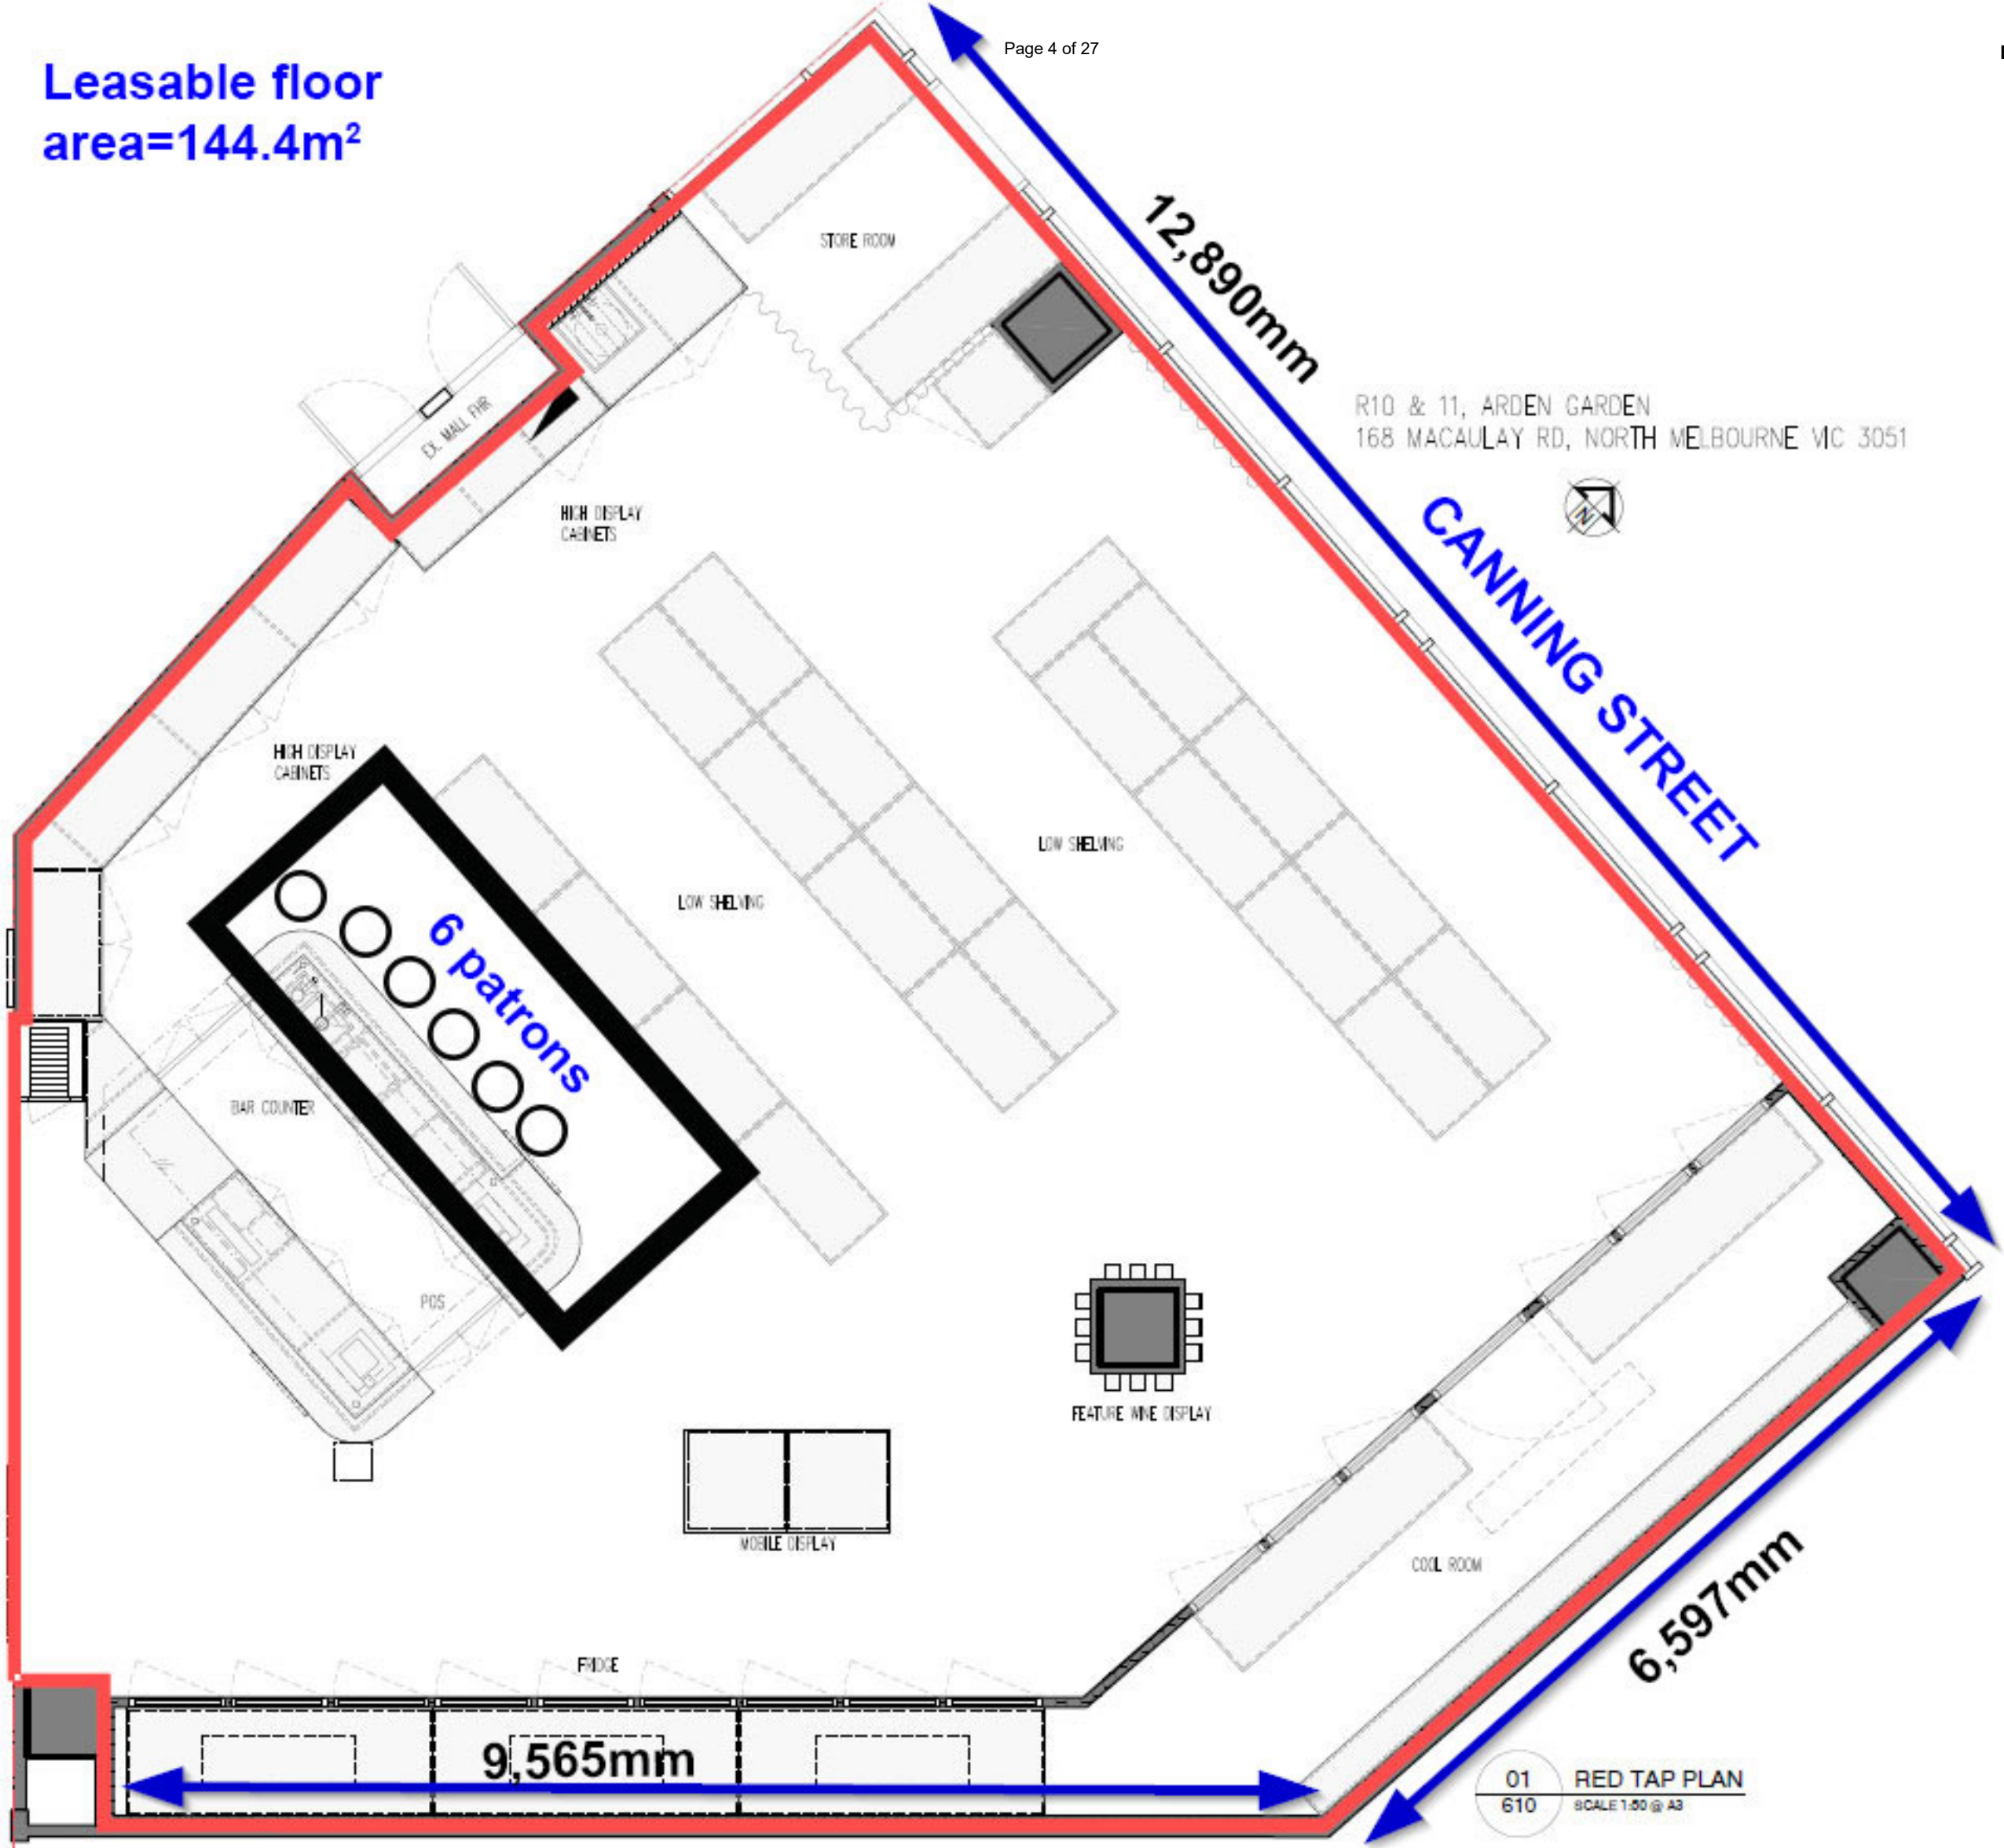 Page 4 of 27
Leasable floor
area=144.4m²
12,890mm
STORE ROOM
R10 & 11, ARDEN GARDEN
168 MACAULAY RD, NORTH MELBOURNE VIC 3051
N
EX. MALL FHR
CANNING STREET
HIGH DISPLAY
CABINETS
HIGH DISPLAY
CABINETS
LOW SHELVING
LOW SHELVING
6 patrons
BAR COUNTER
POS
FEATURE WINE DISPLAY
MOBILE DISPLAY
COOL ROOM
6,597mm
FRIDGE
9,565mm
01
610
RED TAP PLAN
SCALE 1:50 @ A3